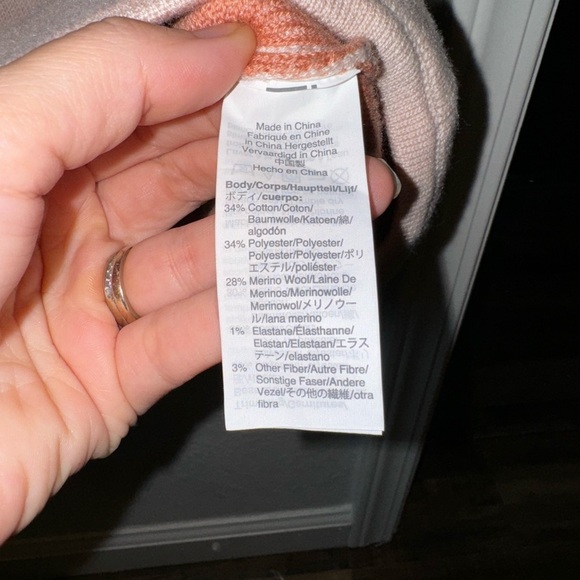 Made in China
Fabriqué en Chine
in China Hergestellt
Vervaardigd in China
中国製
Hecho en China
Body/Corps/Hauptteil/Lijf/
ボディ/cuerpo:
34% Cotton/Coton/
Baumwolle/Katoen/綿/
algodón
34% Polyester/Polyester/
Polyester/Polyester/ポリ
エステル/poliéster
28% Merino Wool/Laine De
Merinos/Merinowolle/
Merinowol/メリノウー
ル/lana merino
1% Elastane/Élasthanne/
Elastan/Elastaan/エラス
テーン/elastano
3% Other Fiber/Autre Fibre/
Sonstige Faser/Andere
Vezel/その他の繊維/otra
fibra